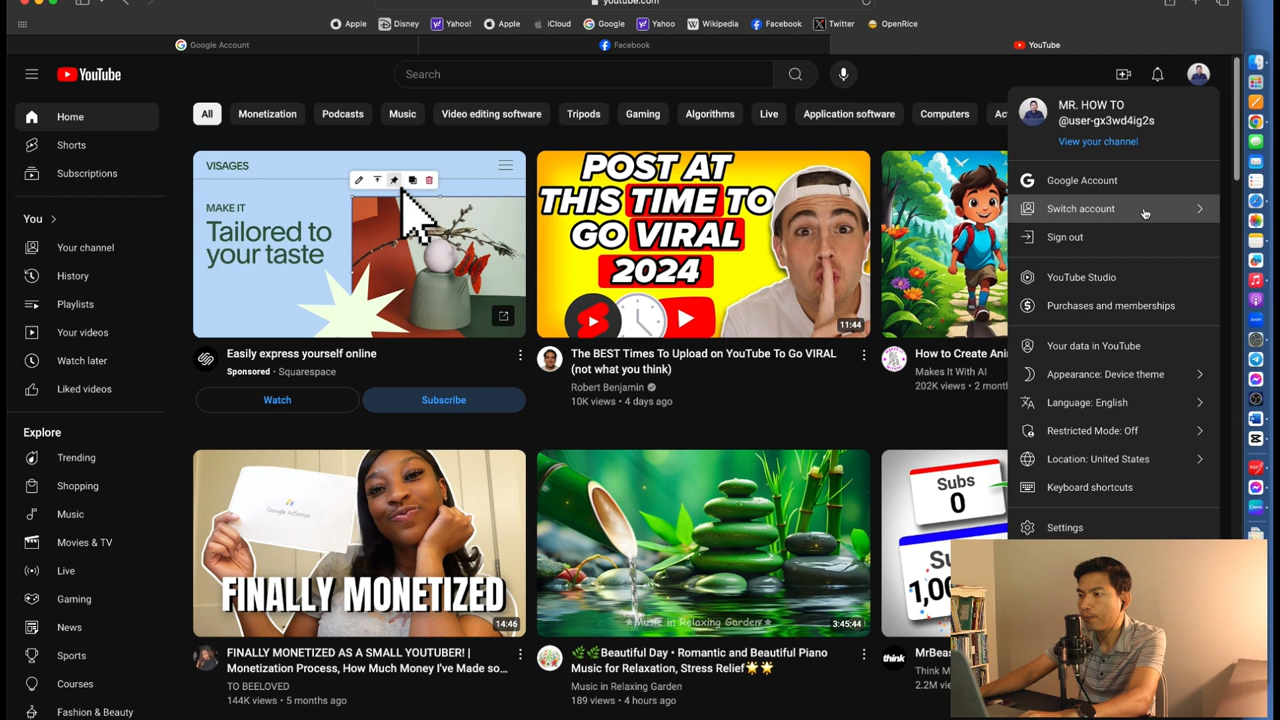 youtube.com
Apple
Disney
Yahoo!
Apple
iCloud
Google
Yahoo
Wikipedia
Facebook
Twitter
OpenRice
Google Account
Facebook
YouTube
YouTube
Search
Home
Shorts
Subscriptions
You
Your channel
History
Playlists
Your videos
Watch later
Liked videos
Explore
Trending
Shopping
Music
Movies & TV
Live
Gaming
News
Sports
Courses
Fashion & Beauty
All
Monetization
Podcasts
Music
Video editing software
Tripods
Gaming
Algorithms
Live
Application software
Computers
VISAGES
MAKE IT
Tailored to
your taste
Easily express yourself online
Sponsored · Squarespace
Watch
Subscribe
POST AT
THIS TIME TO
GO VIRAL
2024
11:44
The BEST Times To Upload on YouTube To Go VIRAL
(not what you think)
Robert Benjamin
10K views • 4 days ago
How to Create Ani
Makes It With AI
202K views • 2 mont
Google AdSense
FINALLY MONETIZED
14:46
FINALLY MONETIZED AS A SMALL YOUTUBER! |
Monetization Process, How Much Money I've Made so...
TO BEELOVED
144K views • 5 months ago
★Music in Relaxing Garden★
3:45:44
🌿🌿Beautiful Day • Romantic and Beautiful Piano
Music for Relaxation, Stress Relief🌟🌟
Music in Relaxing Garden
189 views • 4 hours ago
Subs
0
Su
1,00
think
MrBeas
Think M
2.2M vie
MR. HOW TO
@user-gx3wd4ig2s
View your channel
Google Account
Switch account
Sign out
YouTube Studio
Purchases and memberships
Your data in YouTube
Appearance: Device theme
Language: English
Restricted Mode: Off
Location: United States
Keyboard shortcuts
Settings